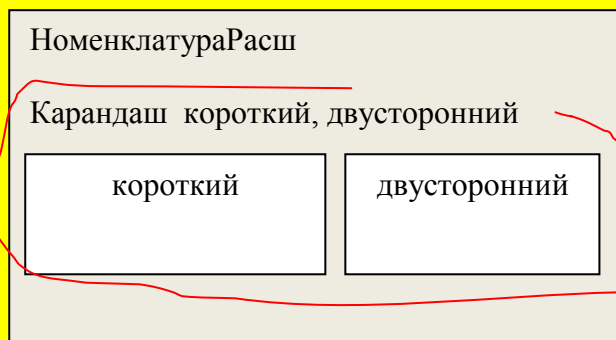 НоменклатураРасш
Карандаш  короткий, двусторонний
короткий двусторонний